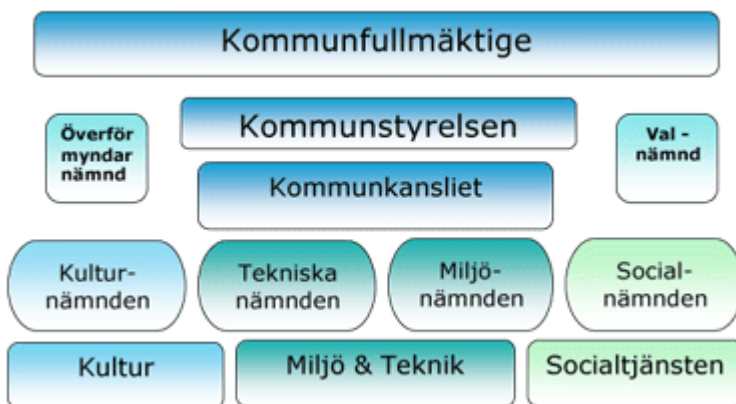 Kommunfullmäktige
Överför
myndar
nämnd
Kommunstyrelsen
Val -
nämnd
Kommunkansliet
Kultur-
nämnden
Tekniska
nämnden
Miljö-
nämnden
Social-
nämnden
Kultur
Miljö & Teknik
Socialtjänsten